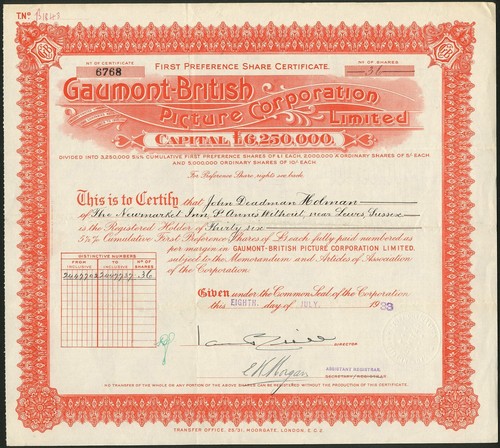 T.No. B1843
No OF CERTIFICATE
6768
FIRST PREFERENCE SHARE CERTIFICATE.
No OF SHARES
36
GAUMONT-BRITISH
PICTURE CORPORATION
LIMITED
CAPITAL £6,250,000.
DIVIDED INTO 3,250,000 5½% CUMULATIVE FIRST PREFERENCE SHARES OF £1 EACH, 5,000,000 "A" ORDINARY SHARES OF 5/- EACH
AND 5,000,000 ORDINARY SHARES OF 10/- EACH
For Preference Share, rights see back.
This is to Certify that John Deadman Holman
of The Newmarket Inn, St Anns Without, near Lewes, Sussex
is the Registered Holder of Thirty six
5½% Cumulative First Preference Shares of £1 each fully paid numbered as
per margin in GAUMONT-BRITISH PICTURE CORPORATION LIMITED
subject to the Memorandum and Articles of Association
of the Corporation.
DISTINCTIVE NUMBERS
No OF SHARES
FROM INCLUSIVE
TO INCLUSIVE
36
Given under the Common Seal of the Corporation
this EIGHTH day of JULY, 1933
DIRECTOR
ASSISTANT REGISTRAR
SECRETARY/REGISTRAR
NO TRANSFER OF THE WHOLE OR ANY PORTION OF THE ABOVE SHARES CAN BE REGISTERED WITHOUT THE PRODUCTION OF THIS CERTIFICATE.
TRANSFER OFFICE, 25/31, MOORGATE, LONDON, E.C.2.